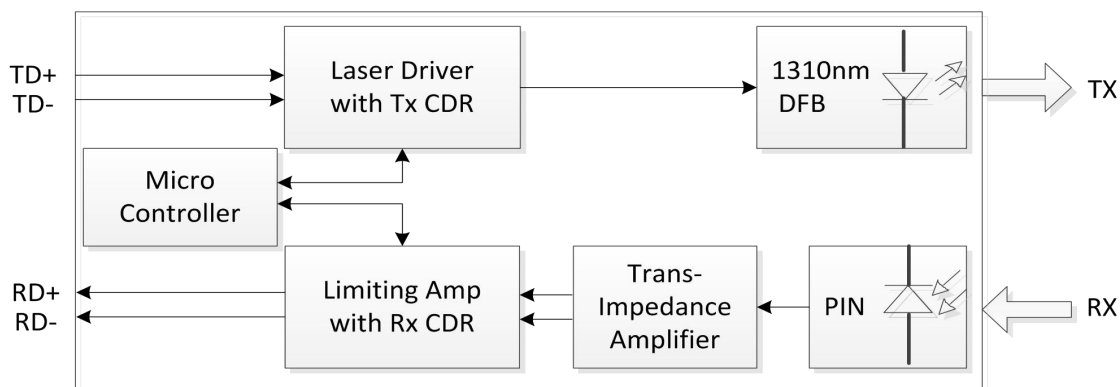 TD+
TD-
Laser Driver
with Tx CDR
1310nm
DFB
TX
Micro
Controller
RD+
RD-
Limiting Amp
with Rx CDR
Trans-
Impedance
Amplifier
PIN
RX